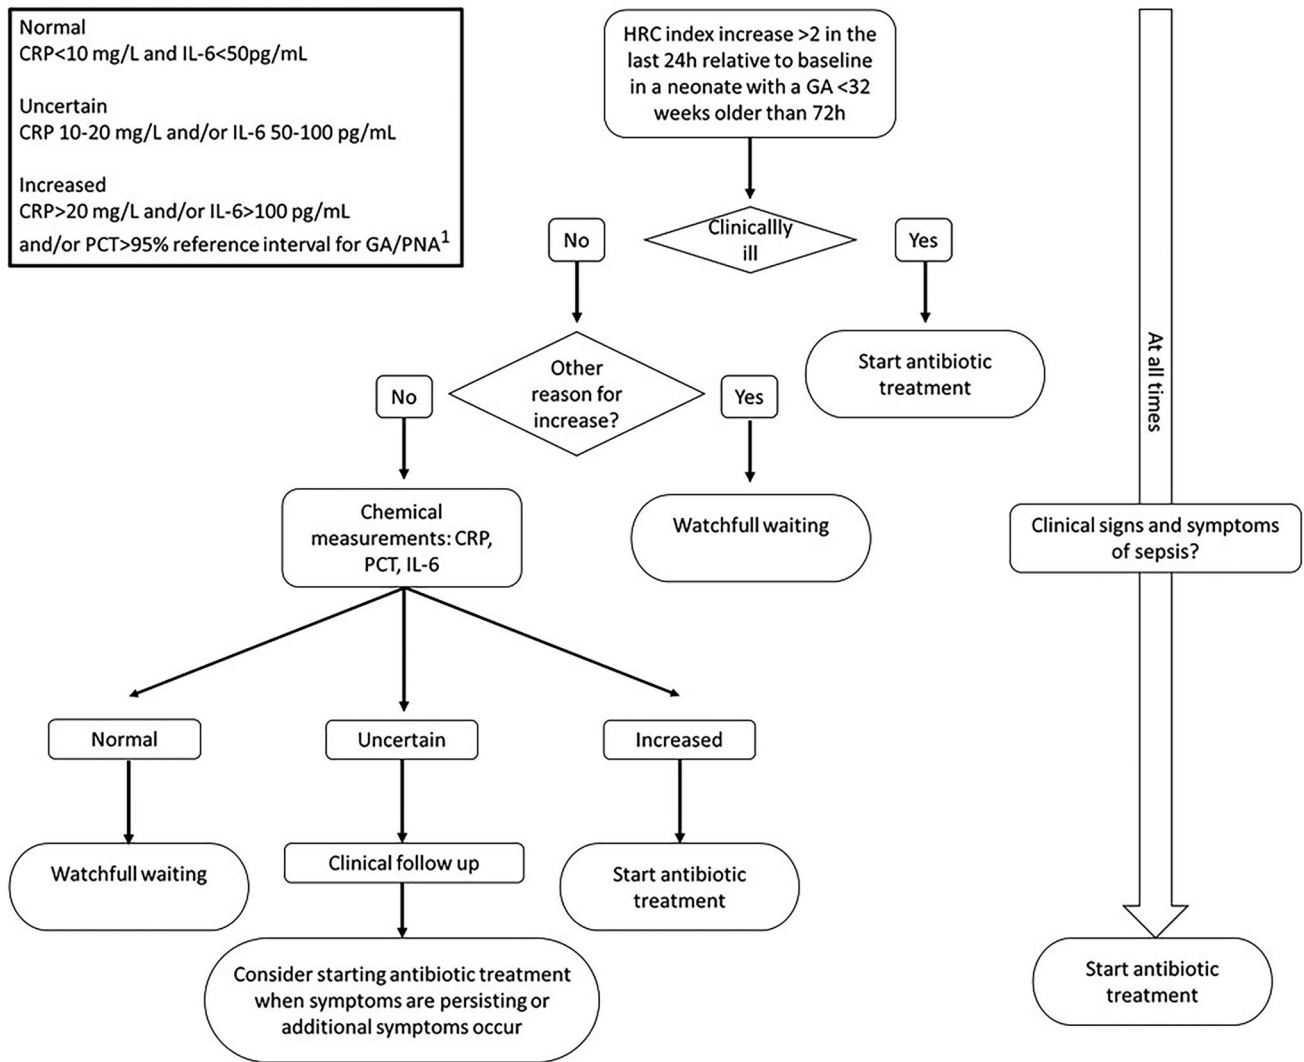 Normal
CRP<10 mg/L and IL-6<50pg/mL
Uncertain
CRP 10-20 mg/L and/or IL-6 50-100 pg/mL
Increased
CRP>20 mg/L and/or IL-6>100 pg/mL
and/or PCT>95% reference interval for GA/PNA1
HRC index increase >2 in the
last 24h relative to baseline
in a neonate with a GA <32
weeks older than 72h
No
Clinicallly
ill
Yes
Start antibiotic
treatment
No
Other
reason for
increase?
Yes
Watchfull waiting
Chemical
measurements: CRP,
PCT, IL-6
Normal
Uncertain
Increased
Watchfull waiting
Clinical follow up
Start antibiotic
treatment
Consider starting antibiotic treatment
when symptoms are persisting or
additional symptoms occur
At all times
Clinical signs and symptoms
of sepsis?
Start antibiotic
treatment